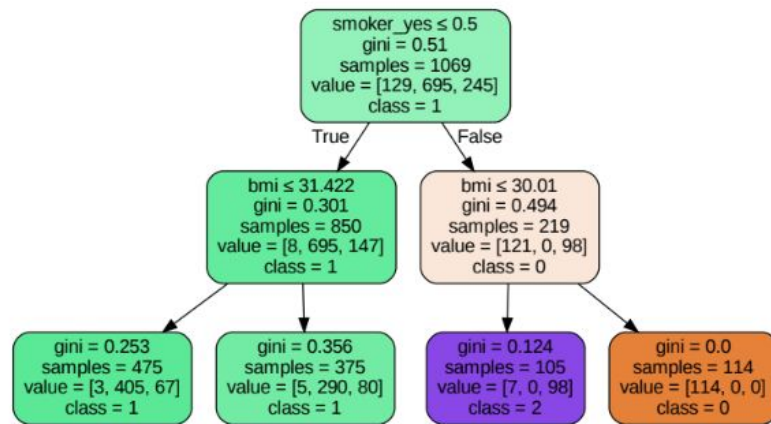 smoker_yes ≤ 0.5
gini = 0.51
samples = 1069
value = [129, 695, 245]
class = 1
True
False
bmi ≤ 31.422
gini = 0.301
samples = 850
value = [8, 695, 147]
class = 1
bmi ≤ 30.01
gini = 0.494
samples = 219
value = [121, 0, 98]
class = 0
gini = 0.253
samples = 475
value = [3, 405, 67]
class = 1
gini = 0.356
samples = 375
value = [5, 290, 80]
class = 1
gini = 0.124
samples = 105
value = [7, 0, 98]
class = 2
gini = 0.0
samples = 114
value = [114, 0, 0]
class = 0